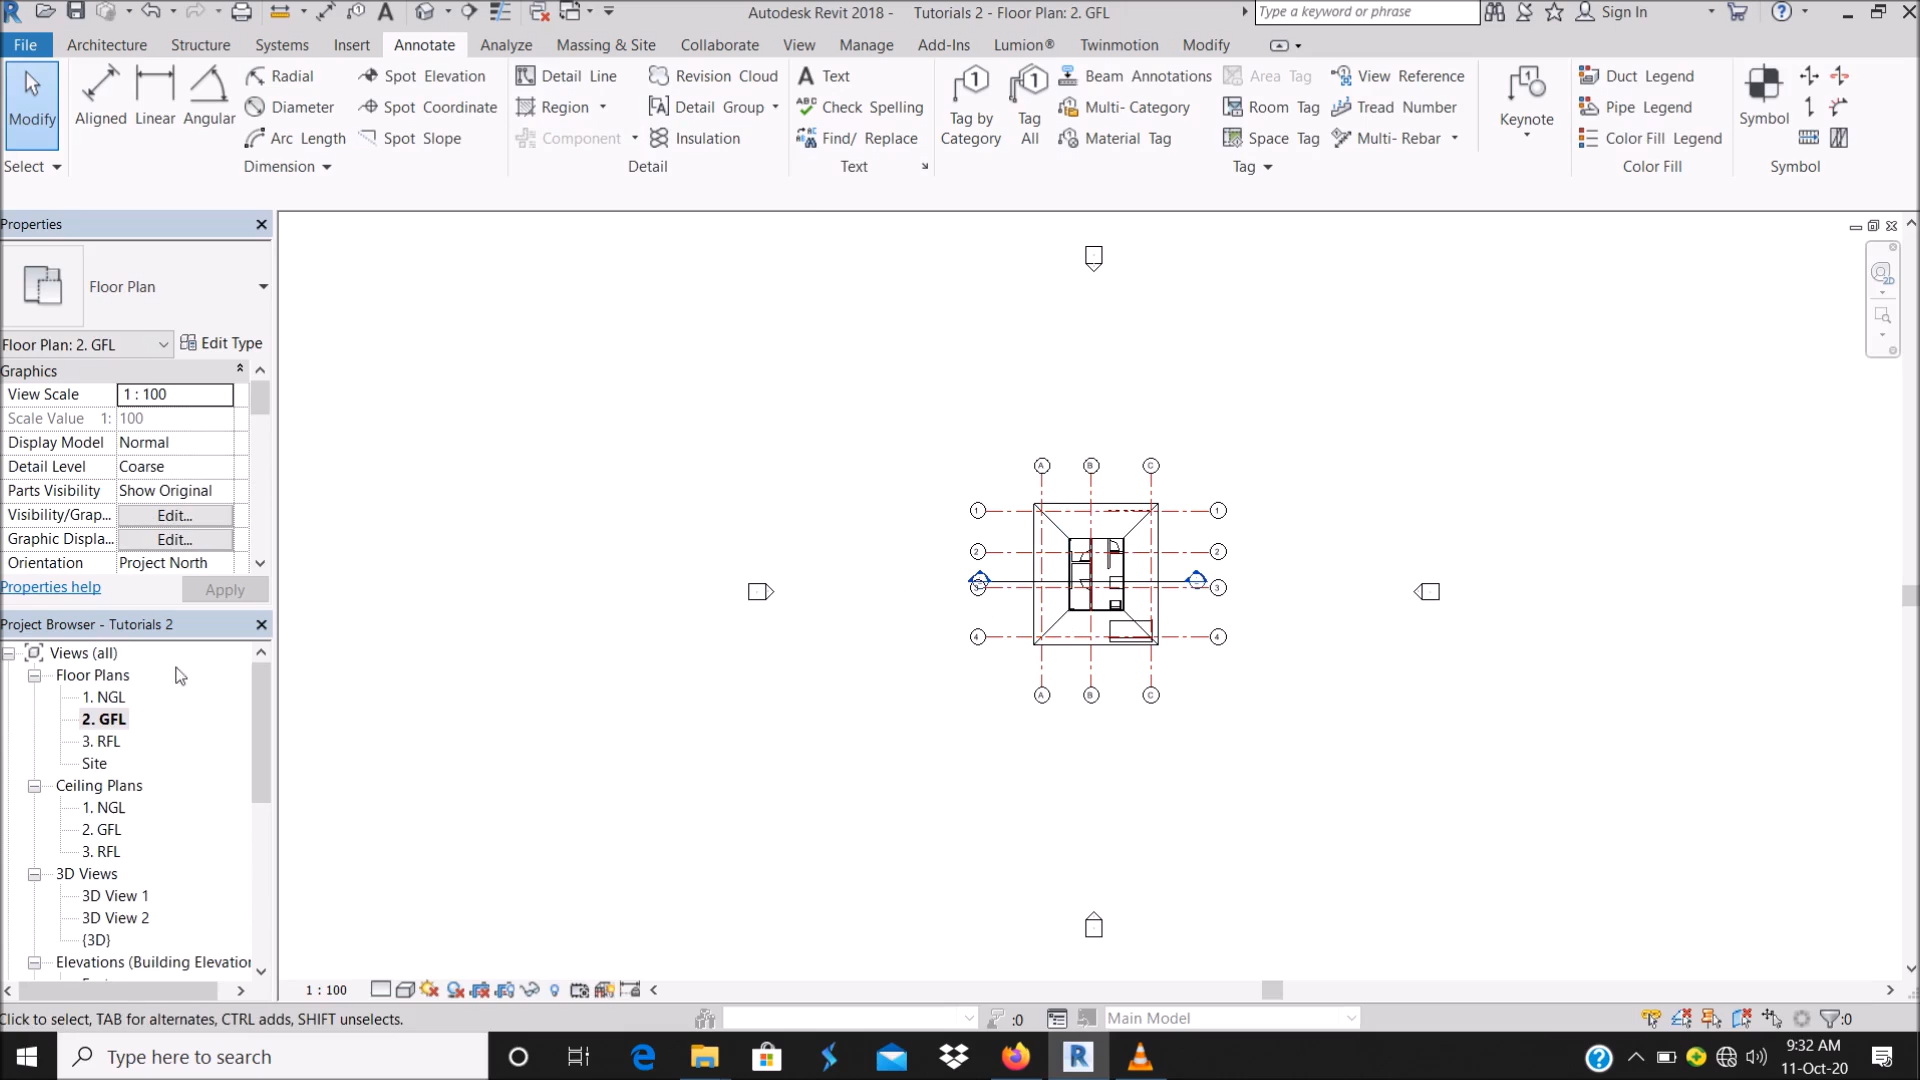 Autodesk Revit 2018 - Tutorials 2 - Floor Plan: 2. GFL
Type a keyword or phrase
Sign In
File Architecture Structure Systems Insert Annotate Analyze Massing & Site Collaborate View Manage Add-Ins Lumion® Twinmotion Modify
Modify
Aligned Linear Angular
Radial
Diameter
Arc Length
Spot Elevation
Spot Coordinate
Spot Slope
Detail Line
Region
Component
Revision Cloud
Detail Group
Insulation
Text
Check Spelling
Find/ Replace
Tag by
Category
Tag
All
Beam Annotations
Multi- Category
Material Tag
Area Tag
Room Tag
Space Tag
View Reference
Tread Number
Multi- Rebar
Keynote
Duct Legend
Pipe Legend
Color Fill Legend
Symbol
Select Dimension Detail Text Tag Color Fill Symbol
Properties
Floor Plan
Floor Plan: 2. GFL Edit Type
Graphics
View Scale 1 : 100
Scale Value 1: 100
Display Model Normal
Detail Level Coarse
Parts Visibility Show Original
Visibility/Grap... Edit...
Graphic Displa... Edit...
Orientation Project North
Properties help Apply
Project Browser - Tutorials 2
Views (all)
Floor Plans
1. NGL
2. GFL
3. RFL
Site
Ceiling Plans
1. NGL
2. GFL
3. RFL
3D Views
3D View 1
3D View 2
{3D}
Elevations (Building Elevation
A B C
1 1
2 2
3 3
4 4
A B C
2D
1 : 100
Click to select, TAB for alternates, CTRL adds, SHIFT unselects.
:0
Main Model
:0
Type here to search
9:32 AM
11-Oct-20